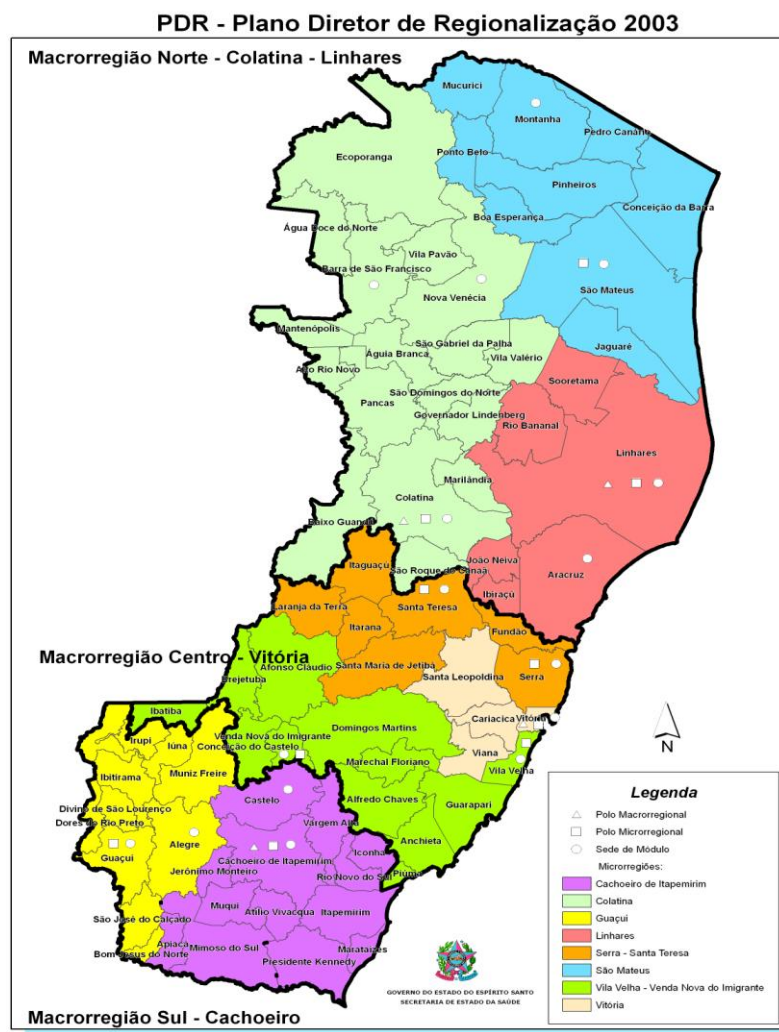 PDR - Plano Diretor de Regionalização 2003
Macrorregião Norte - Colatina - Linhares
Mucurici
Montanha
Pedro Canário
Ponto Belo
Ecoporanga
Pinheiros
Conceição da Barra
Boa Esperança
Água Doce do Norte
Vila Pavão
Barra de São Francisco
Nova Venécia
São Mateus
Mantenópolis
São Gabriel da Palha
Jaguaré
Águia Branca
Vila Valério
Alto Rio Novo
Sooretama
São Domingos do Norte
Pancas
Governador Lindenberg
Rio Bananal
Linhares
Marilândia
Colatina
Baixo Guandu
João Neiva
São Roque do Canaã
Aracruz
Itaguaçú
Ibiraçú
Laranja da Terra
Santa Teresa
Itarana
Fundão
Macrorregião Centro - Vitória
Afonso Cláudio
Santa Maria de Jetibá
Santa Leopoldina
Serra
Brejetuba
Ibatiba
Cariacica
Vitória
Domingos Martins
Venda Nova do Imigrante
Irupi
Iúna
Conceição do Castelo
Viana
Marechal Floriano
Vila Velha
Ibitirama
Muniz Freire
Castelo
Alfredo Chaves
Guarapari
Divino de São Lourenço
Dores do Rio Preto
Vargem Alta
Anchieta
Guaçuí
Alegre
Cachoeiro de Itapemirim
Iconha
Jerónimo Monteiro
Rio Novo do Sul
Piúma
Muqui
Atílio Vivacqua
Itapemirim
São José do Calçado
Apiacá
Bom Jesus do Norte
Mimoso do Sul
Marataízes
Presidente Kennedy
N
Legenda
Polo Macrorregional
Polo Microrregional
Sede de Módulo
Microrregiões:
Cachoeiro de Itapemirim
Colatina
Guaçuí
Linhares
Serra - Santa Teresa
São Mateus
Vila Velha - Venda Nova do Imigrante
Vitória
GOVERNO DO ESTADO DO ESPÍRITO SANTO
SECRETARIA DE ESTADO DA SAÚDE
Macrorregião Sul - Cachoeiro